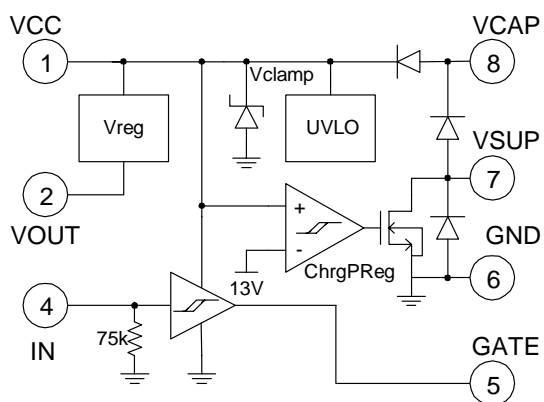 VCC
1
VCAP
8
Vclamp
Vreg
UVLO
VSUP
7
2
VOUT
+
-
ChrgPReg
13V
GND
6
4
IN
75k
GATE
5